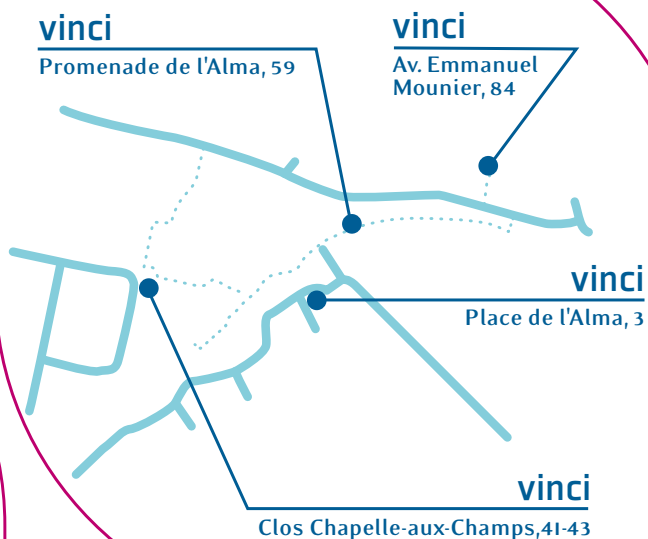 vinci
Promenade de l'Alma, 59
vinci
Av. Emmanuel
Mounier, 84
vinci
Place de l'Alma, 3
vinci
Clos Chapelle-aux-Champs,41-43